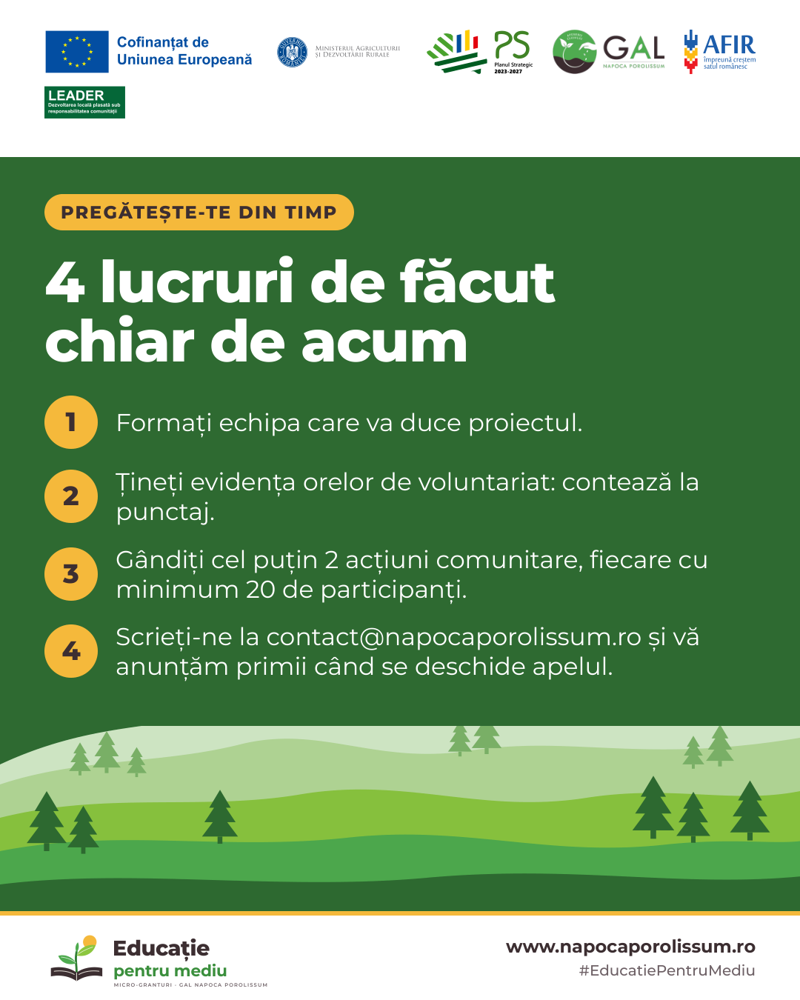 Cofinanțat de
Uniunea Europeană
GUVERNUL ROMÂNIEI
Ministerul Agriculturii
și Dezvoltării Rurale
PS
Planul Strategic
2023-2027
GAL
NAPOCA POROLISSUM
AFIR
împreună creștem
satul românesc
LEADER
Dezvoltarea locală plasată sub
responsabilitatea comunității
PREGĂTEȘTE-TE DIN TIMP
4 lucruri de făcut
chiar de acum
1
Formați echipa care va duce proiectul.
2
Țineți evidența orelor de voluntariat: contează la
punctaj.
3
Gândiți cel puțin 2 acțiuni comunitare, fiecare cu
minimum 20 de participanți.
4
Scrieți-ne la contact@napocaporolissum.ro și vă
anunțăm primii când se deschide apelul.
Educație
pentru mediu
MICRO-GRANTURI - GAL NAPOCA POROLISSUM
www.napocaporolissum.ro
#EducatiePentruMediu